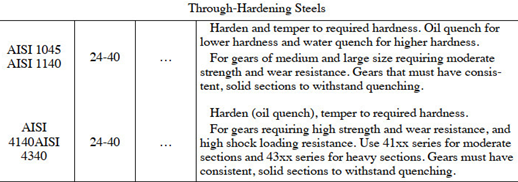 Through-Hardening Steels
AISI 1045
AISI 1140
24-40
...
Harden and temper to required hardness. Oil quench for
lower hardness and water quench for higher hardness.
For gears of medium and large size requiring moderate
strength and wear resistance. Gears that must have consis-
tent, solid sections to withstand quenching.
AISI
4140AISI
4340
24-40
...
Harden (oil quench), temper to required hardness.
For gears requiring high strength and wear resistance, and
high shock loading resistance. Use 41xx series for moderate
sections and 43xx series for heavy sections. Gears must have
consistent, solid sections to withstand quenching.